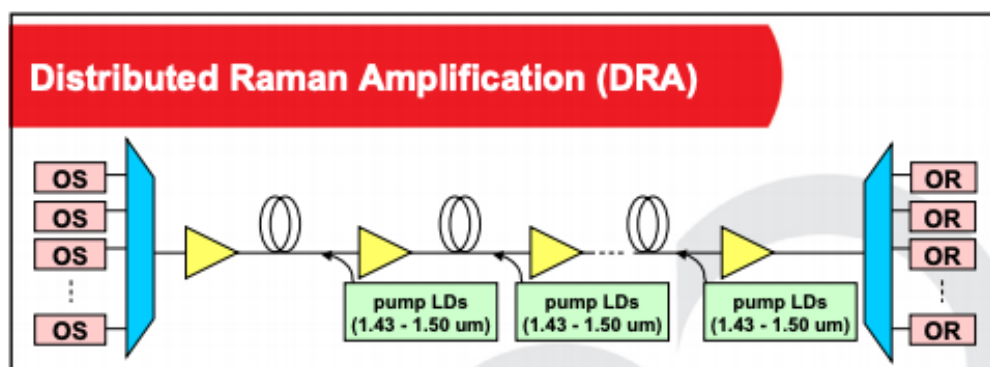 Distributed Raman Amplification (DRA)
OS
OS
OS
OS
OR
OR
OR
OR
pump LDs
(1.43 - 1.50 um)
pump LDs
(1.43 - 1.50 um)
pump LDs
(1.43 - 1.50 um)